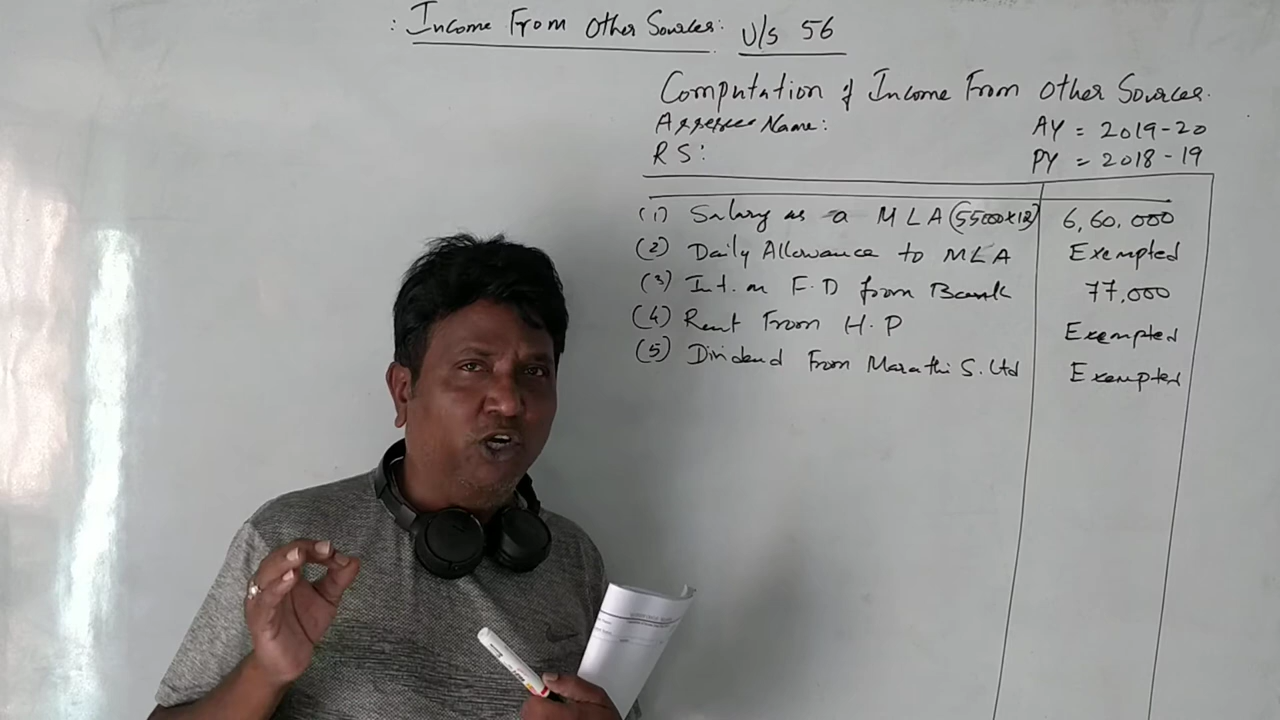 : Income From Other Sources: U/S 56
Computation of Income From Other Sources.
Assessee Name: AY = 2019-20
RS: PY = 2018-19
(1) Salary as a MLA (55000x12) 6,60,000
(2) Daily Allowance to MLA Exempted
(3) Int. on F.D from Bank 77,000
(4) Rent From H.P Exempted
(5) Dividend From Marathi S. Ltd Exempted